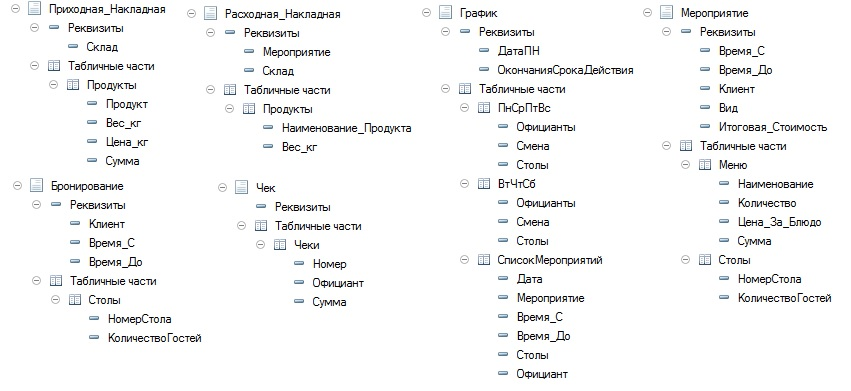 Приходная_Накладная
Реквизиты
Склад
Табличные части
Продукты
Продукт
Вес_кг
Цена_кг
Сумма
Расходная_Накладная
Реквизиты
Мероприятие
Склад
Табличные части
Продукты
Наименование_Продукта
Вес_кг
График
Реквизиты
ДатаПН
ОкончанияСрокаДействия
Табличные части
ПнСрПтВс
Официанты
Смена
Столы
ВтЧтСб
Официанты
Смена
Столы
СписокМероприятий
Дата
Мероприятие
Время_С
Время_До
Столы
Официант
Мероприятие
Реквизиты
Время_С
Время_До
Клиент
Вид
Итоговая_Стоимость
Табличные части
Меню
Наименование
Количество
Цена_За_Блюдо
Сумма
Столы
НомерСтола
КоличествоГостей
Бронирование
Реквизиты
Клиент
Время_С
Время_До
Табличные части
Столы
НомерСтола
КоличествоГостей
Чек
Реквизиты
Табличные части
Чеки
Номер
Официант
Сумма